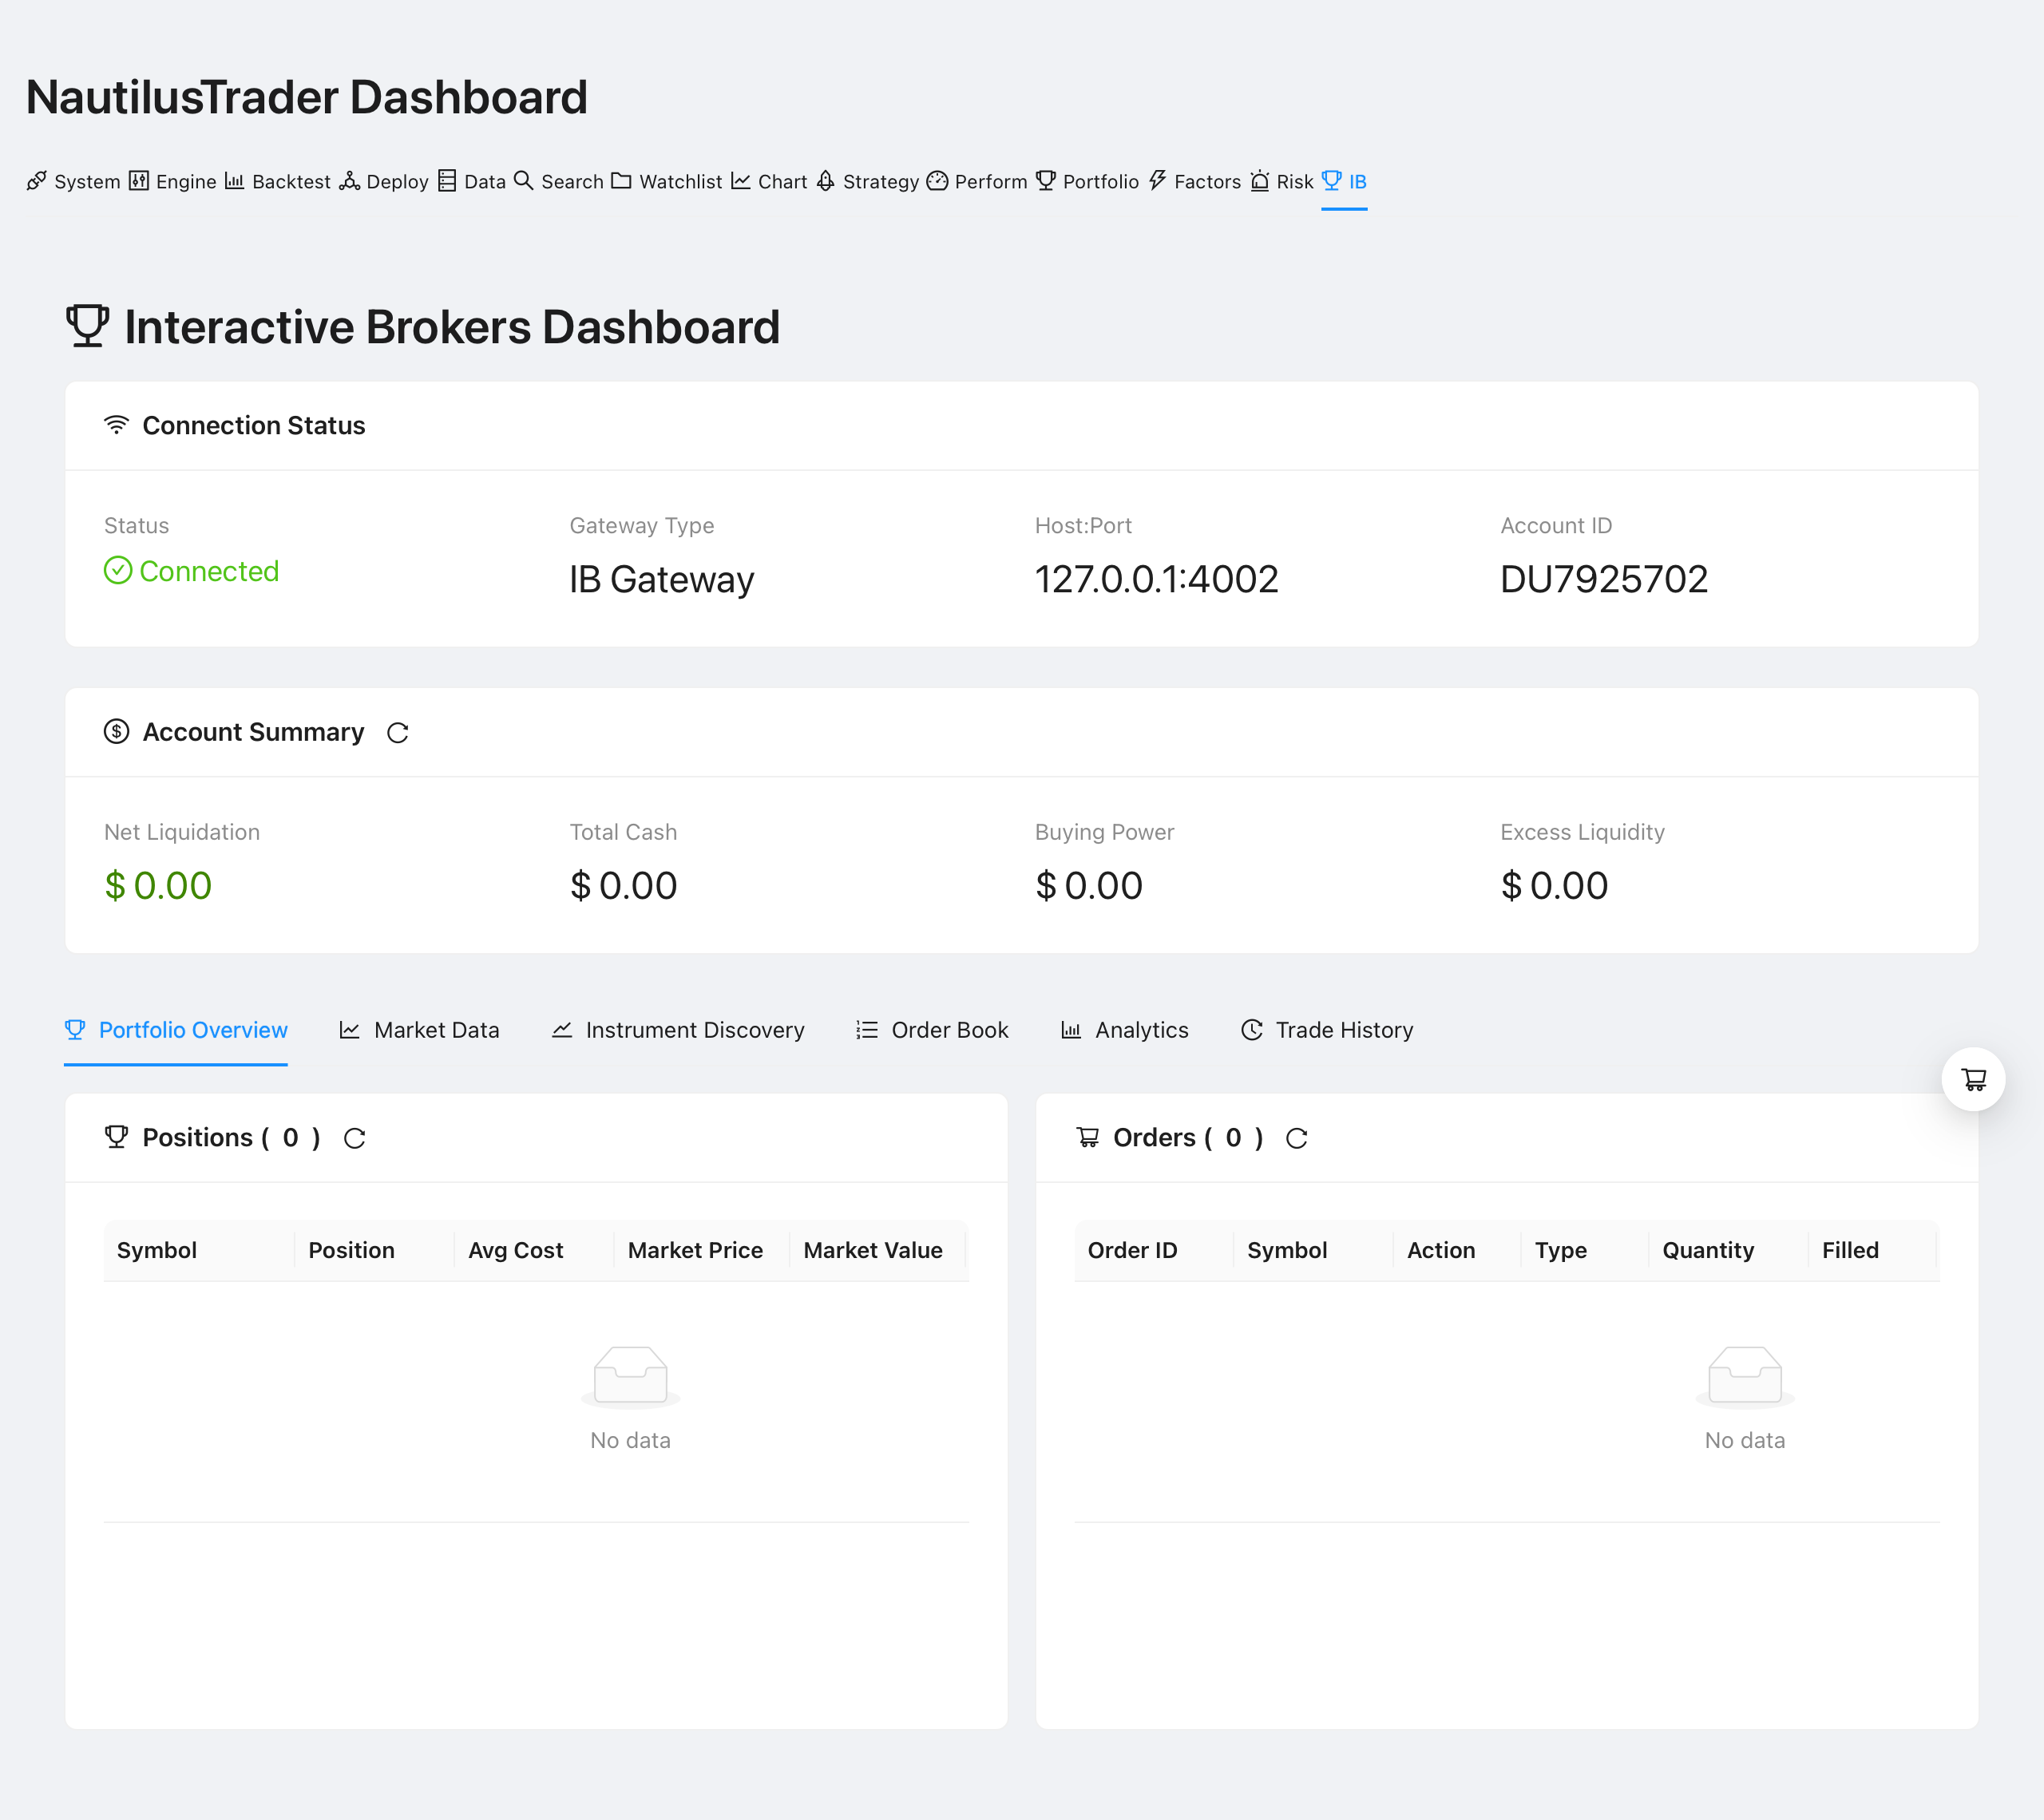 NautilusTrader Dashboard
System Engine Backtest Deploy Data Search Watchlist Chart Strategy Perform Portfolio Factors Risk IB
Interactive Brokers Dashboard
Connection Status
Status Gateway Type Host:Port Account ID
Connected IB Gateway 127.0.0.1:4002 DU7925702
Account Summary
Net Liquidation Total Cash Buying Power Excess Liquidity
$ 0.00 $ 0.00 $ 0.00 $ 0.00
Portfolio Overview Market Data Instrument Discovery Order Book Analytics Trade History
Positions ( 0 )
Symbol Position Avg Cost Market Price Market Value
No data
Orders ( 0 )
Order ID Symbol Action Type Quantity Filled
No data